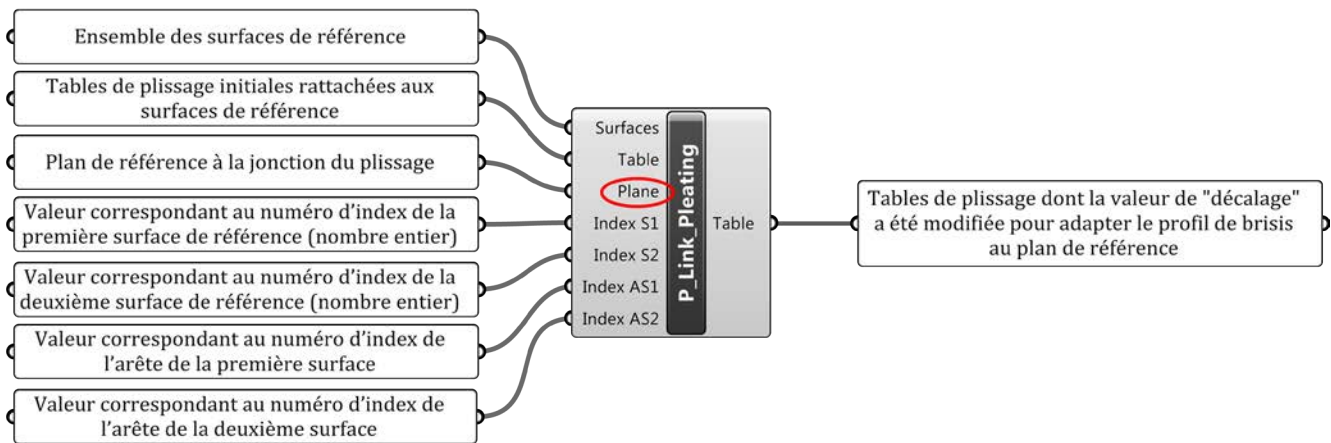 Ensemble des surfaces de référence
Tables de plissage initiales rattachées aux
surfaces de référence
Plan de référence à la jonction du plissage
Valeur correspondant au numéro d’index de la
première surface de référence (nombre entier)
Valeur correspondant au numéro d’index de la
deuxième surface de référence (nombre entier)
Valeur correspondant au numéro d’index de
l’arête de la première surface
Valeur correspondant au numéro d’index de
l’arête de la deuxième surface
Surfaces
Table
Plane
Index S1
Index S2
Index AS1
Index AS2
P_Link_Pleating
Table
Tables de plissage dont la valeur de "décalage"
a été modifiée pour adapter le profil de brisis
au plan de référence